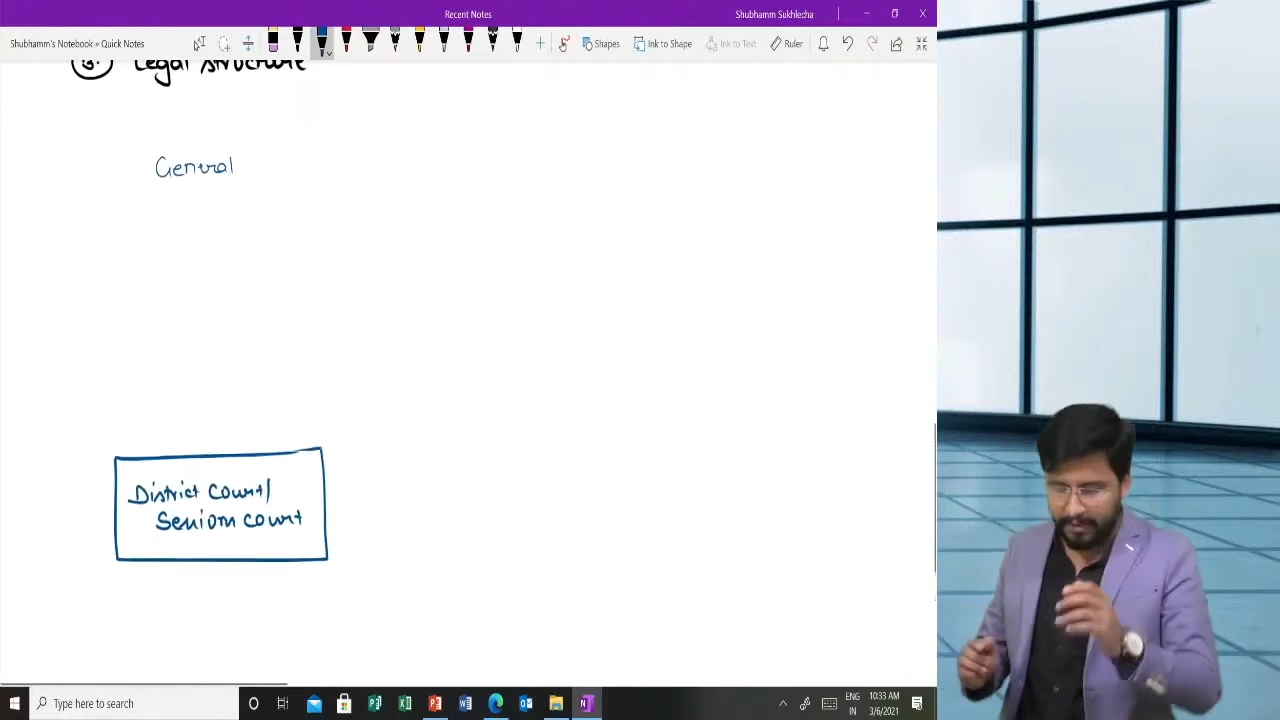 Recent Notes
Shubhamm Sukhlecha
Shubhamm's Notebook » Quick Notes
Shapes
Ink to Shape
Ink to Text
Ruler
3. Legal structure
General
District Court/
Seniom court
Type here to search
ENG
IN
10:33 AM
3/6/2021